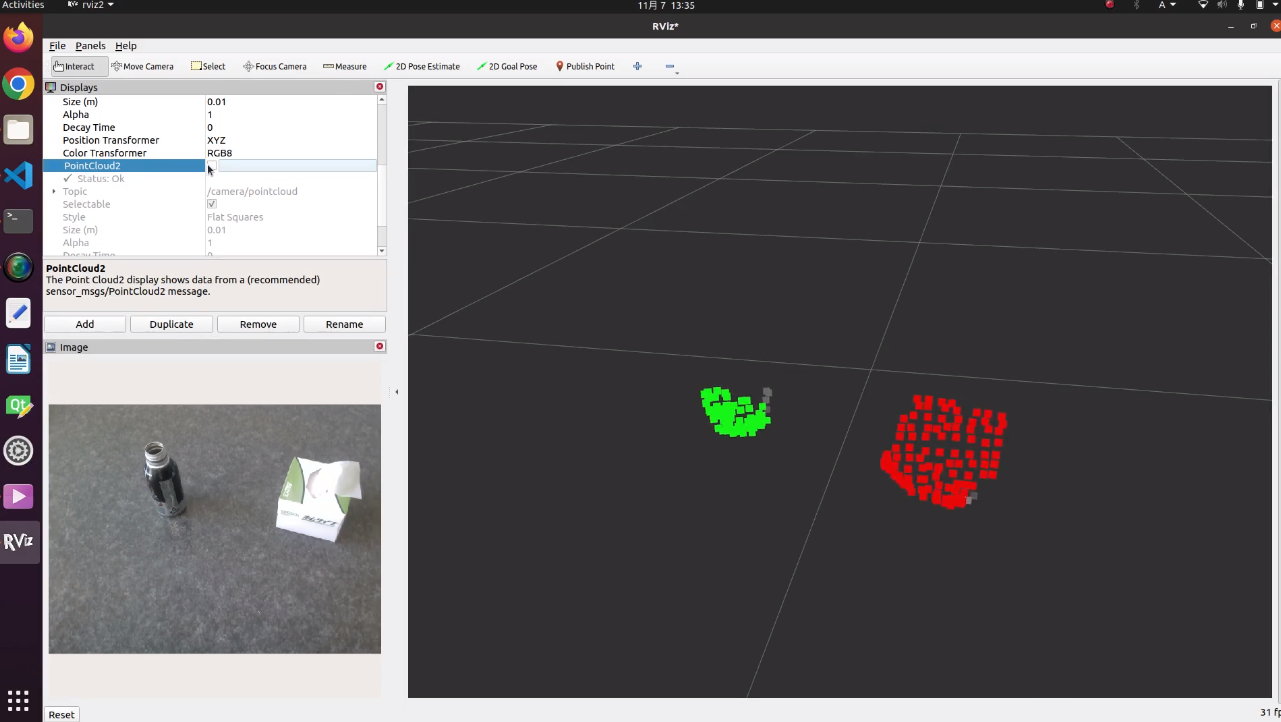 Activities
rviz2
11月 7 13:35
A
RViz*
File Panels Help
Interact Move Camera Select Focus Camera Measure 2D Pose Estimate 2D Goal Pose Publish Point
Displays
Size (m) 0.01
Alpha 1
Decay Time 0
Position Transformer XYZ
Color Transformer RGB8
PointCloud2
Status: Ok
Topic /camera/pointcloud
Selectable
Style Flat Squares
Size (m) 0.01
Alpha 1
Decay Time 0
PointCloud2
The Point Cloud2 display shows data from a (recommended)
sensor_msgs/PointCloud2 message.
Add Duplicate Remove Rename
Image
RViz
Reset
31 fp